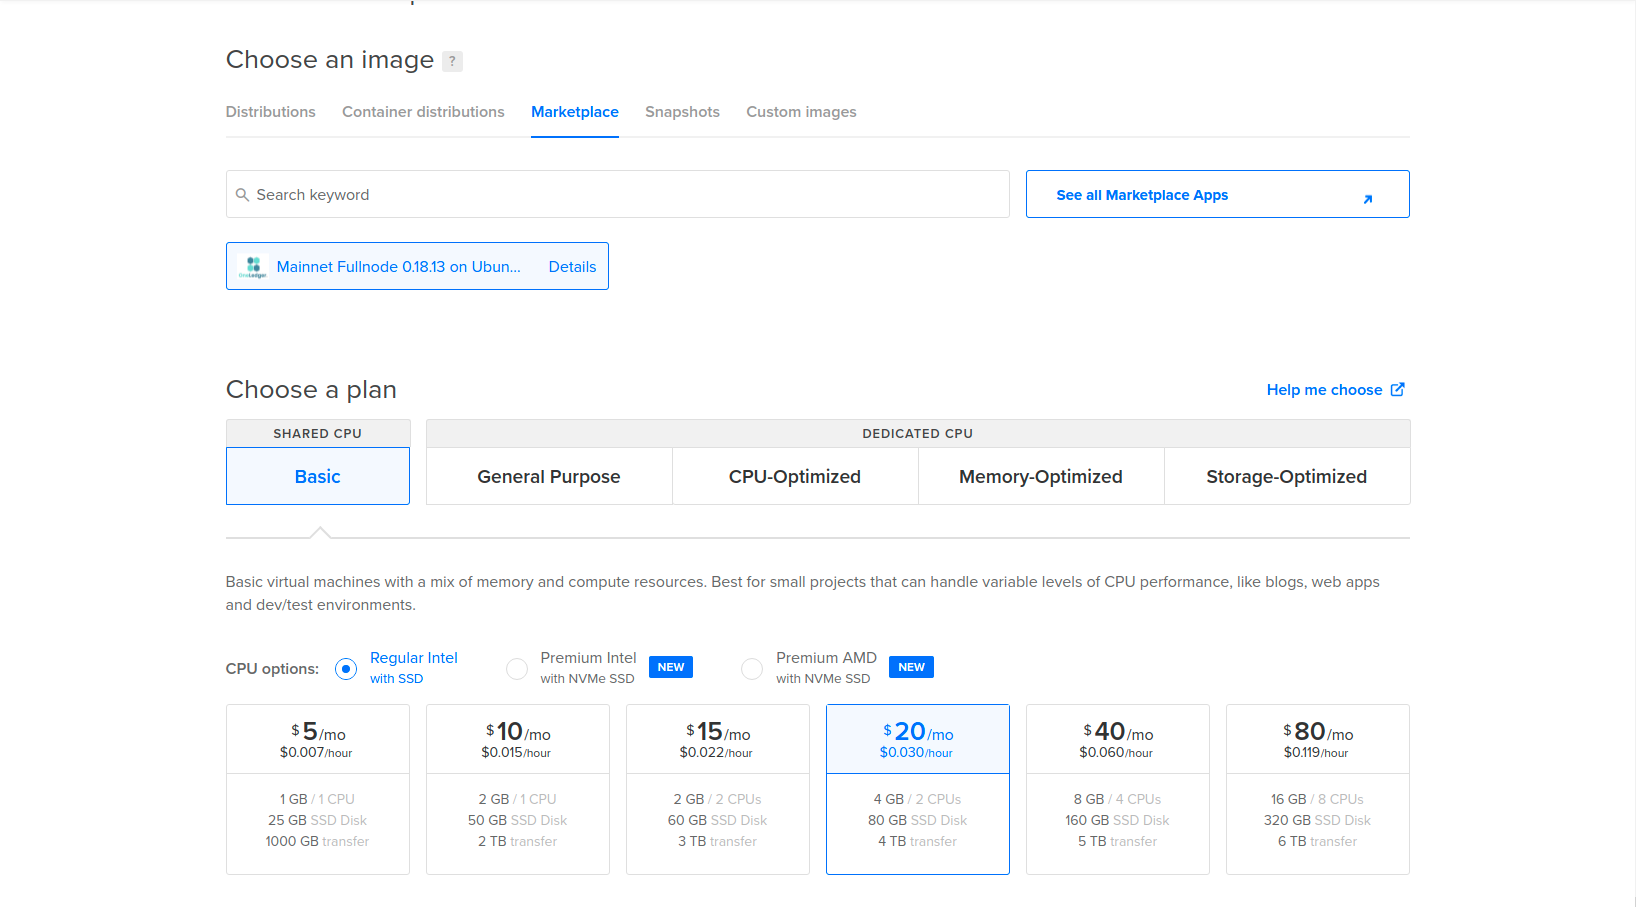 Choose an image ?
Distributions Container distributions Marketplace Snapshots Custom images
Search keyword
See all Marketplace Apps
OneLedger
Mainnet Fullnode 0.18.13 on Ubun... Details
Choose a plan
Help me choose
SHARED CPU
DEDICATED CPU
Basic
General Purpose
CPU-Optimized
Memory-Optimized
Storage-Optimized
Basic virtual machines with a mix of memory and compute resources. Best for small projects that can handle variable levels of CPU performance, like blogs, web apps
and dev/test environments.
CPU options:
Regular Intel
with SSD
Premium Intel
with NVMe SSD
NEW
Premium AMD
with NVMe SSD
NEW
$5/mo
$0.007/hour
1 GB / 1 CPU
25 GB SSD Disk
1000 GB transfer
$10/mo
$0.015/hour
2 GB / 1 CPU
50 GB SSD Disk
2 TB transfer
$15/mo
$0.022/hour
2 GB / 2 CPUs
60 GB SSD Disk
3 TB transfer
$20/mo
$0.030/hour
4 GB / 2 CPUs
80 GB SSD Disk
4 TB transfer
$40/mo
$0.060/hour
8 GB / 4 CPUs
160 GB SSD Disk
5 TB transfer
$80/mo
$0.119/hour
16 GB / 8 CPUs
320 GB SSD Disk
6 TB transfer